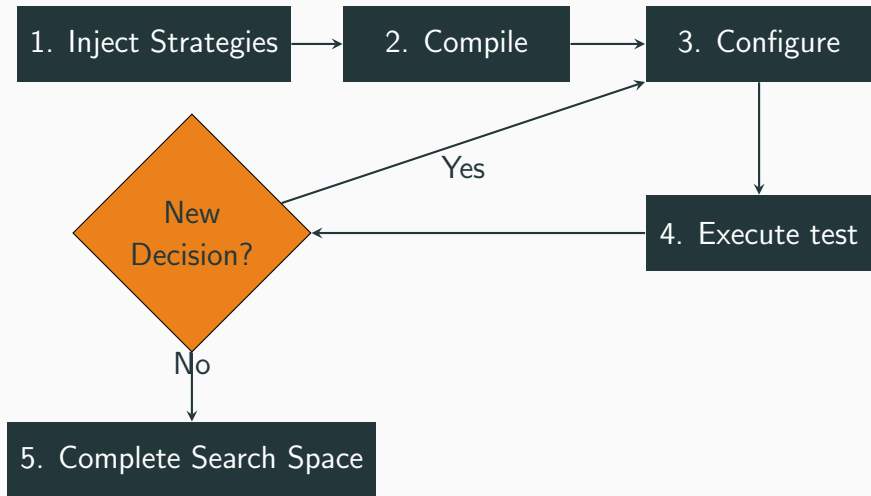 1. Inject Strategies
2. Compile
3. Configure
Yes
New
Decision?
4. Execute test
No
5. Complete Search Space